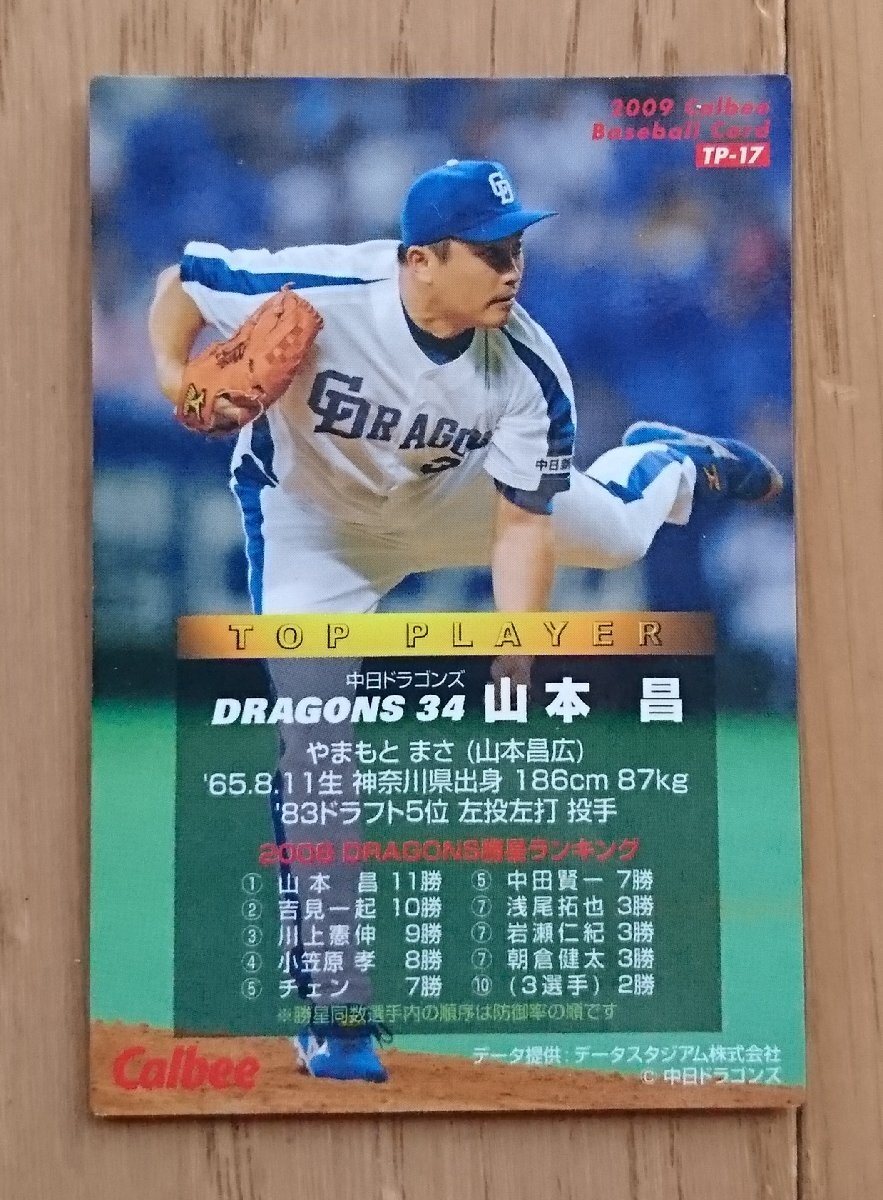 2009 Calbee
Baseball Card
TP-17
CD
CDRAGO
3
中日新
TOP PLAYER
中日ドラゴンズ
DRAGONS 34 山本 昌
やまもと まさ (山本昌広)
'65.8.11生 神奈川県出身 186cm 87kg
'83ドラフト5位 左投左打 投手
2008 DRAGONS勝星ランキング
① 山本 昌 11勝 ⑤ 中田賢一 7勝
② 吉見一起 10勝 ⑦ 浅尾拓也 3勝
③ 川上憲伸 9勝 ⑦ 岩瀬仁紀 3勝
④ 小笠原孝 8勝 ⑦ 朝倉健太 3勝
⑤ チェン 7勝 ⑩ (3選手) 2勝
※勝星同数選手内の順序は防御率の順です
Calbee
データ提供:データスタジアム株式会社
© 中日ドラゴンズ